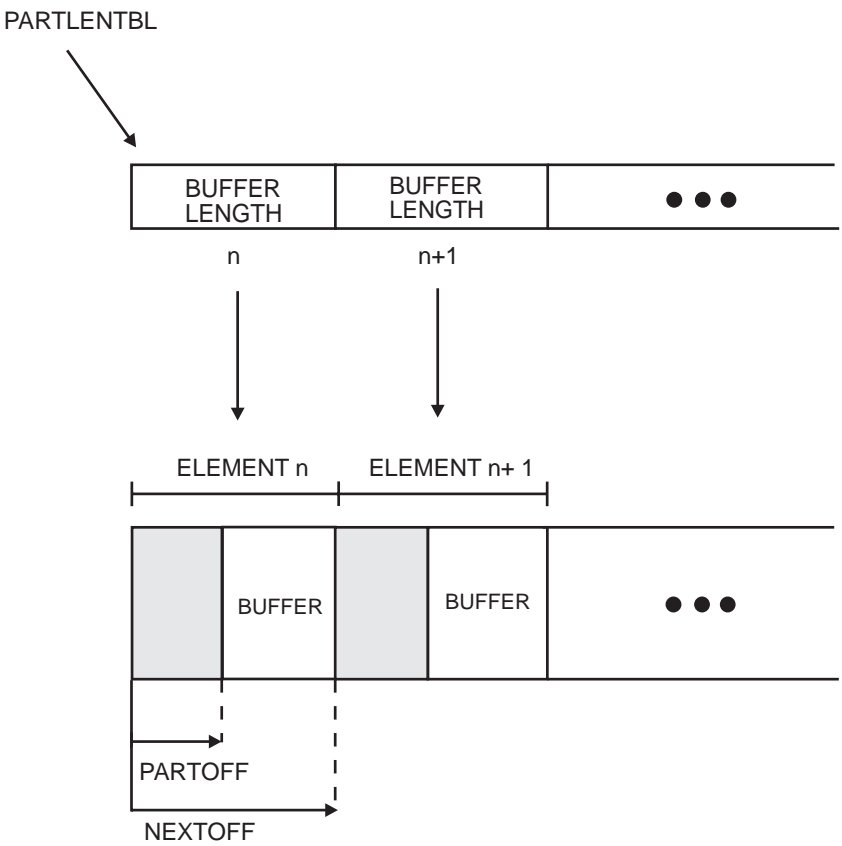 PARTLENTBL
BUFFER
LENGTH
BUFFER
LENGTH
n
n+1
ELEMENT n
ELEMENT n+ 1
BUFFER
BUFFER
PARTOFF
NEXTOFF